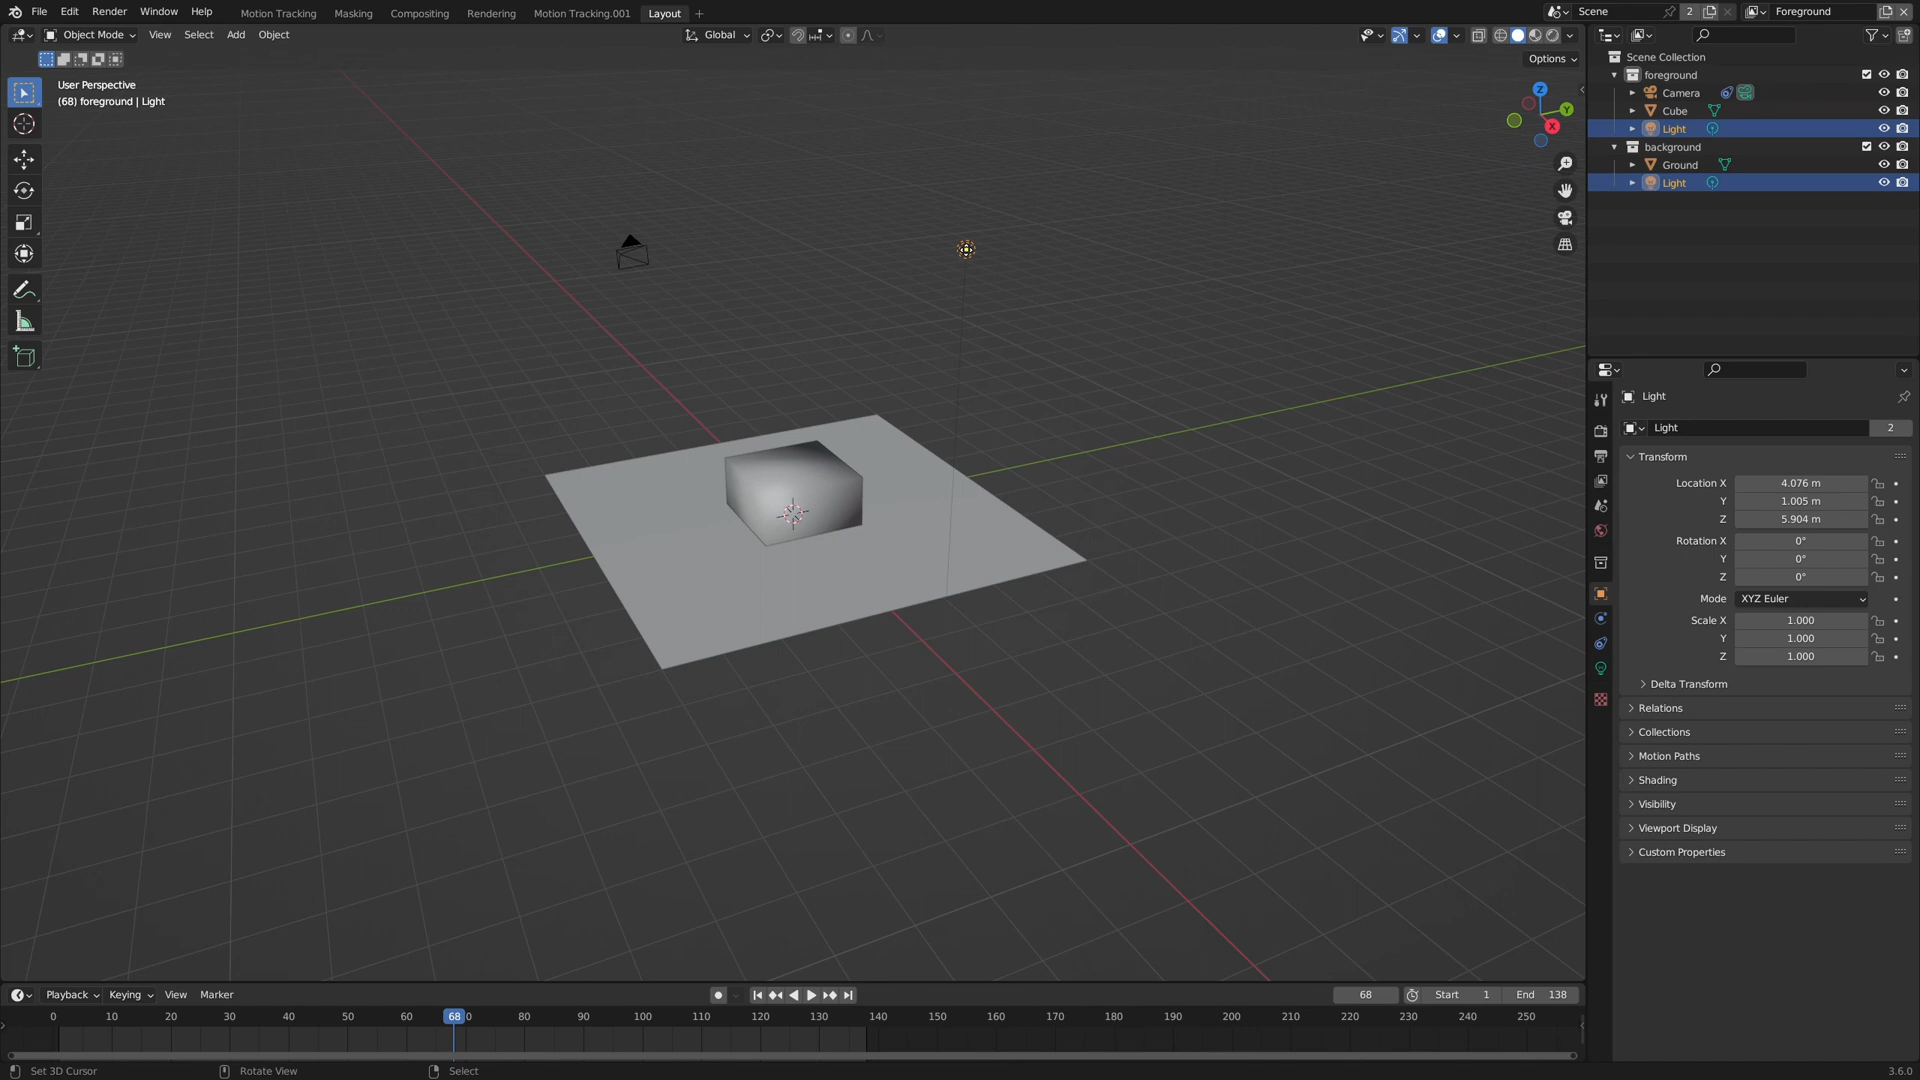 File Edit Render Window Help Motion Tracking Masking Compositing Rendering Motion Tracking.001 Layout + Scene 2 Foreground
Object Mode View Select Add Object Global
Options
User Perspective
(68) foreground | Light
Z
Y
X
Scene Collection
foreground
Camera
Cube
Light
background
Ground
Light
Light
Light 2
Transform
Location X 4.076 m
Y 1.005 m
Z 5.904 m
Rotation X 0°
Y 0°
Z 0°
Mode XYZ Euler
Scale X 1.000
Y 1.000
Z 1.000
Delta Transform
Relations
Collections
Motion Paths
Shading
Visibility
Viewport Display
Custom Properties
Playback Keying View Marker 68 Start 1 End 138
0 10 20 30 40 50 60 68 0 80 90 100 110 120 130 140 150 160 170 180 190 200 210 220 230 240 250
Set 3D Cursor Rotate View Select 3.6.0